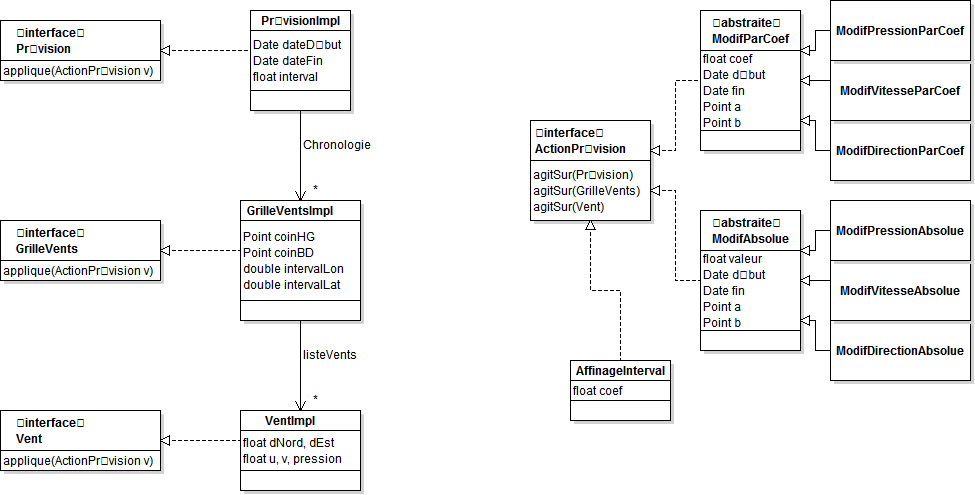 □interface□
Pr□vision
applique(ActionPr□vision v)
Pr□visionImpl
Date dateD□but
Date dateFin
float interval
Chronologie
*
□interface□
GrilleVents
applique(ActionPr□vision v)
GrilleVentsImpl
Point coinHG
Point coinBD
double intervalLon
double intervalLat
listeVents
*
□interface□
Vent
applique(ActionPr□vision v)
VentImpl
float dNord, dEst
float u, v, pression
□interface□
ActionPr□vision
agitSur(Pr□vision)
agitSur(GrilleVents)
agitSur(Vent)
AffinageInterval
float coef
□abstraite□
ModifParCoef
float coef
Date d□but
Date fin
Point a
Point b
ModifPressionParCoef
ModifVitesseParCoef
ModifDirectionParCoef
□abstraite□
ModifAbsolue
float valeur
Date d□but
Date fin
Point a
Point b
ModifPressionAbsolue
ModifVitesseAbsolue
ModifDirectionAbsolue